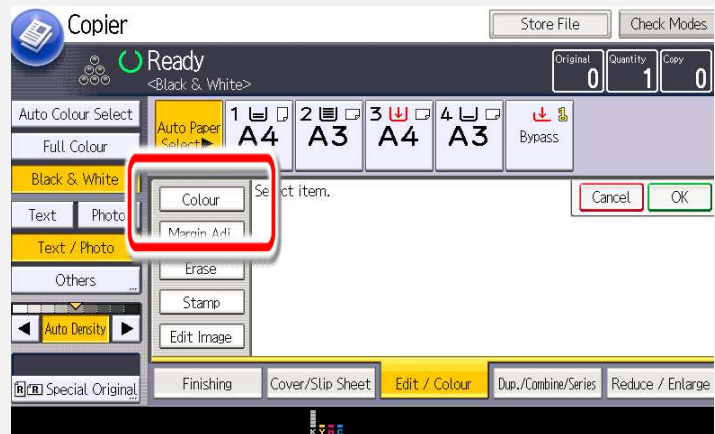 Copier
Store File
Check Modes
Ready
<Black & White>
Original
0
Quantity
1
Copy
0
Auto Colour Select
Full Colour
Black & White
Text
Photo
Text / Photo
Others
Auto Density
Special Original
Auto Paper
Select▶
1
A4
2
A3
3
A4
4
A3
Bypass
Colour
Margin Adj.
Erase
Stamp
Edit Image
Select item.
Cancel
OK
Finishing
Cover/Slip Sheet
Edit / Colour
Dup./Combine/Series
Reduce / Enlarge
K Y M C